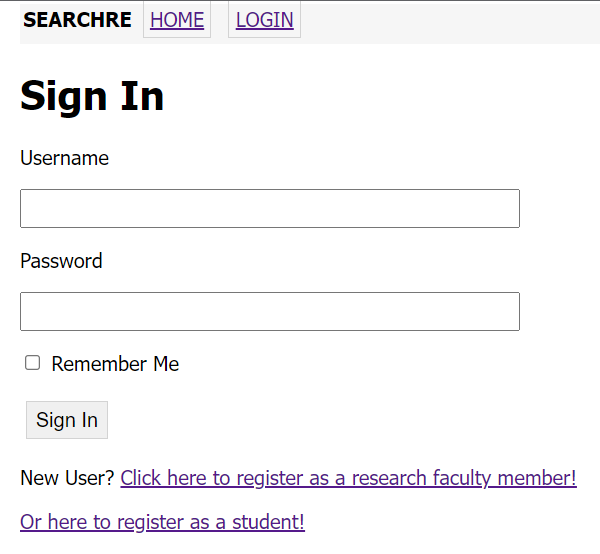 SEARCHRE HOME LOGIN
Sign In
Username
Password
Remember Me
Sign In
New User? Click here to register as a research faculty member!
Or here to register as a student!